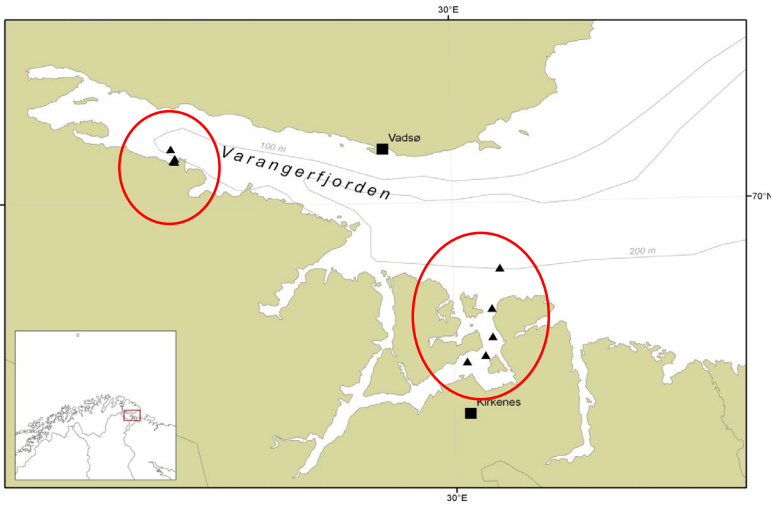 30°E
Vadsø
100 m
Varangerfjorden
70°N
200 m
Kirkenes
30°E